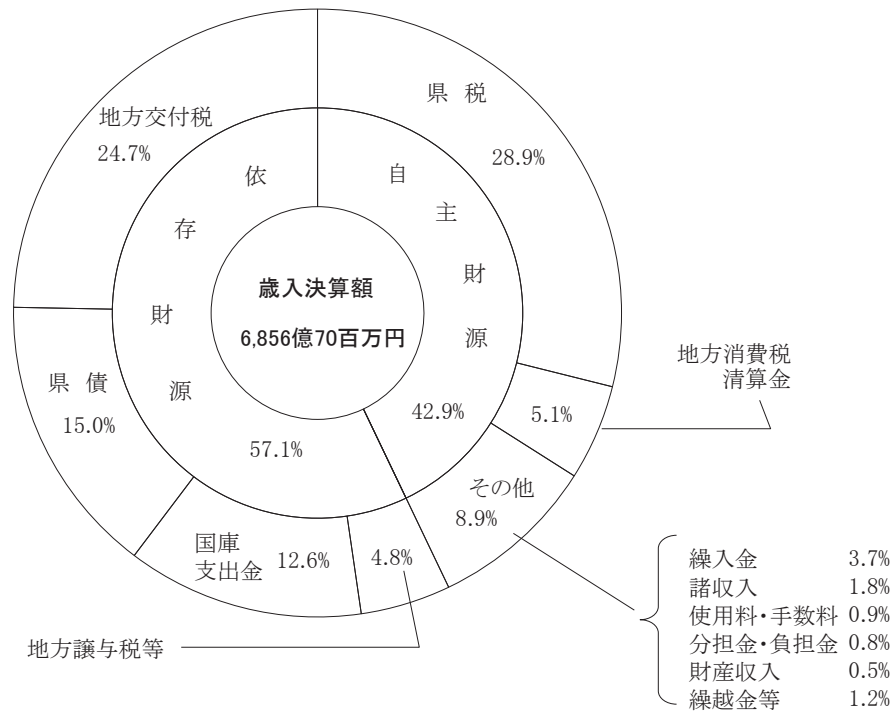 県 税
28.9%
地方交付税
24.7%
自
主
財
源
42.9%
依
存
財
源
57.1%
歳入決算額
6,856億70百万円
地方消費税
清算金
5.1%
県 債
15.0%
その他
8.9%
国庫
支出金
12.6%
4.8%
地方譲与税等
繰入金 3.7%
諸収入 1.8%
使用料・手数料 0.9%
分担金・負担金 0.8%
財産収入 0.5%
繰越金等 1.2%